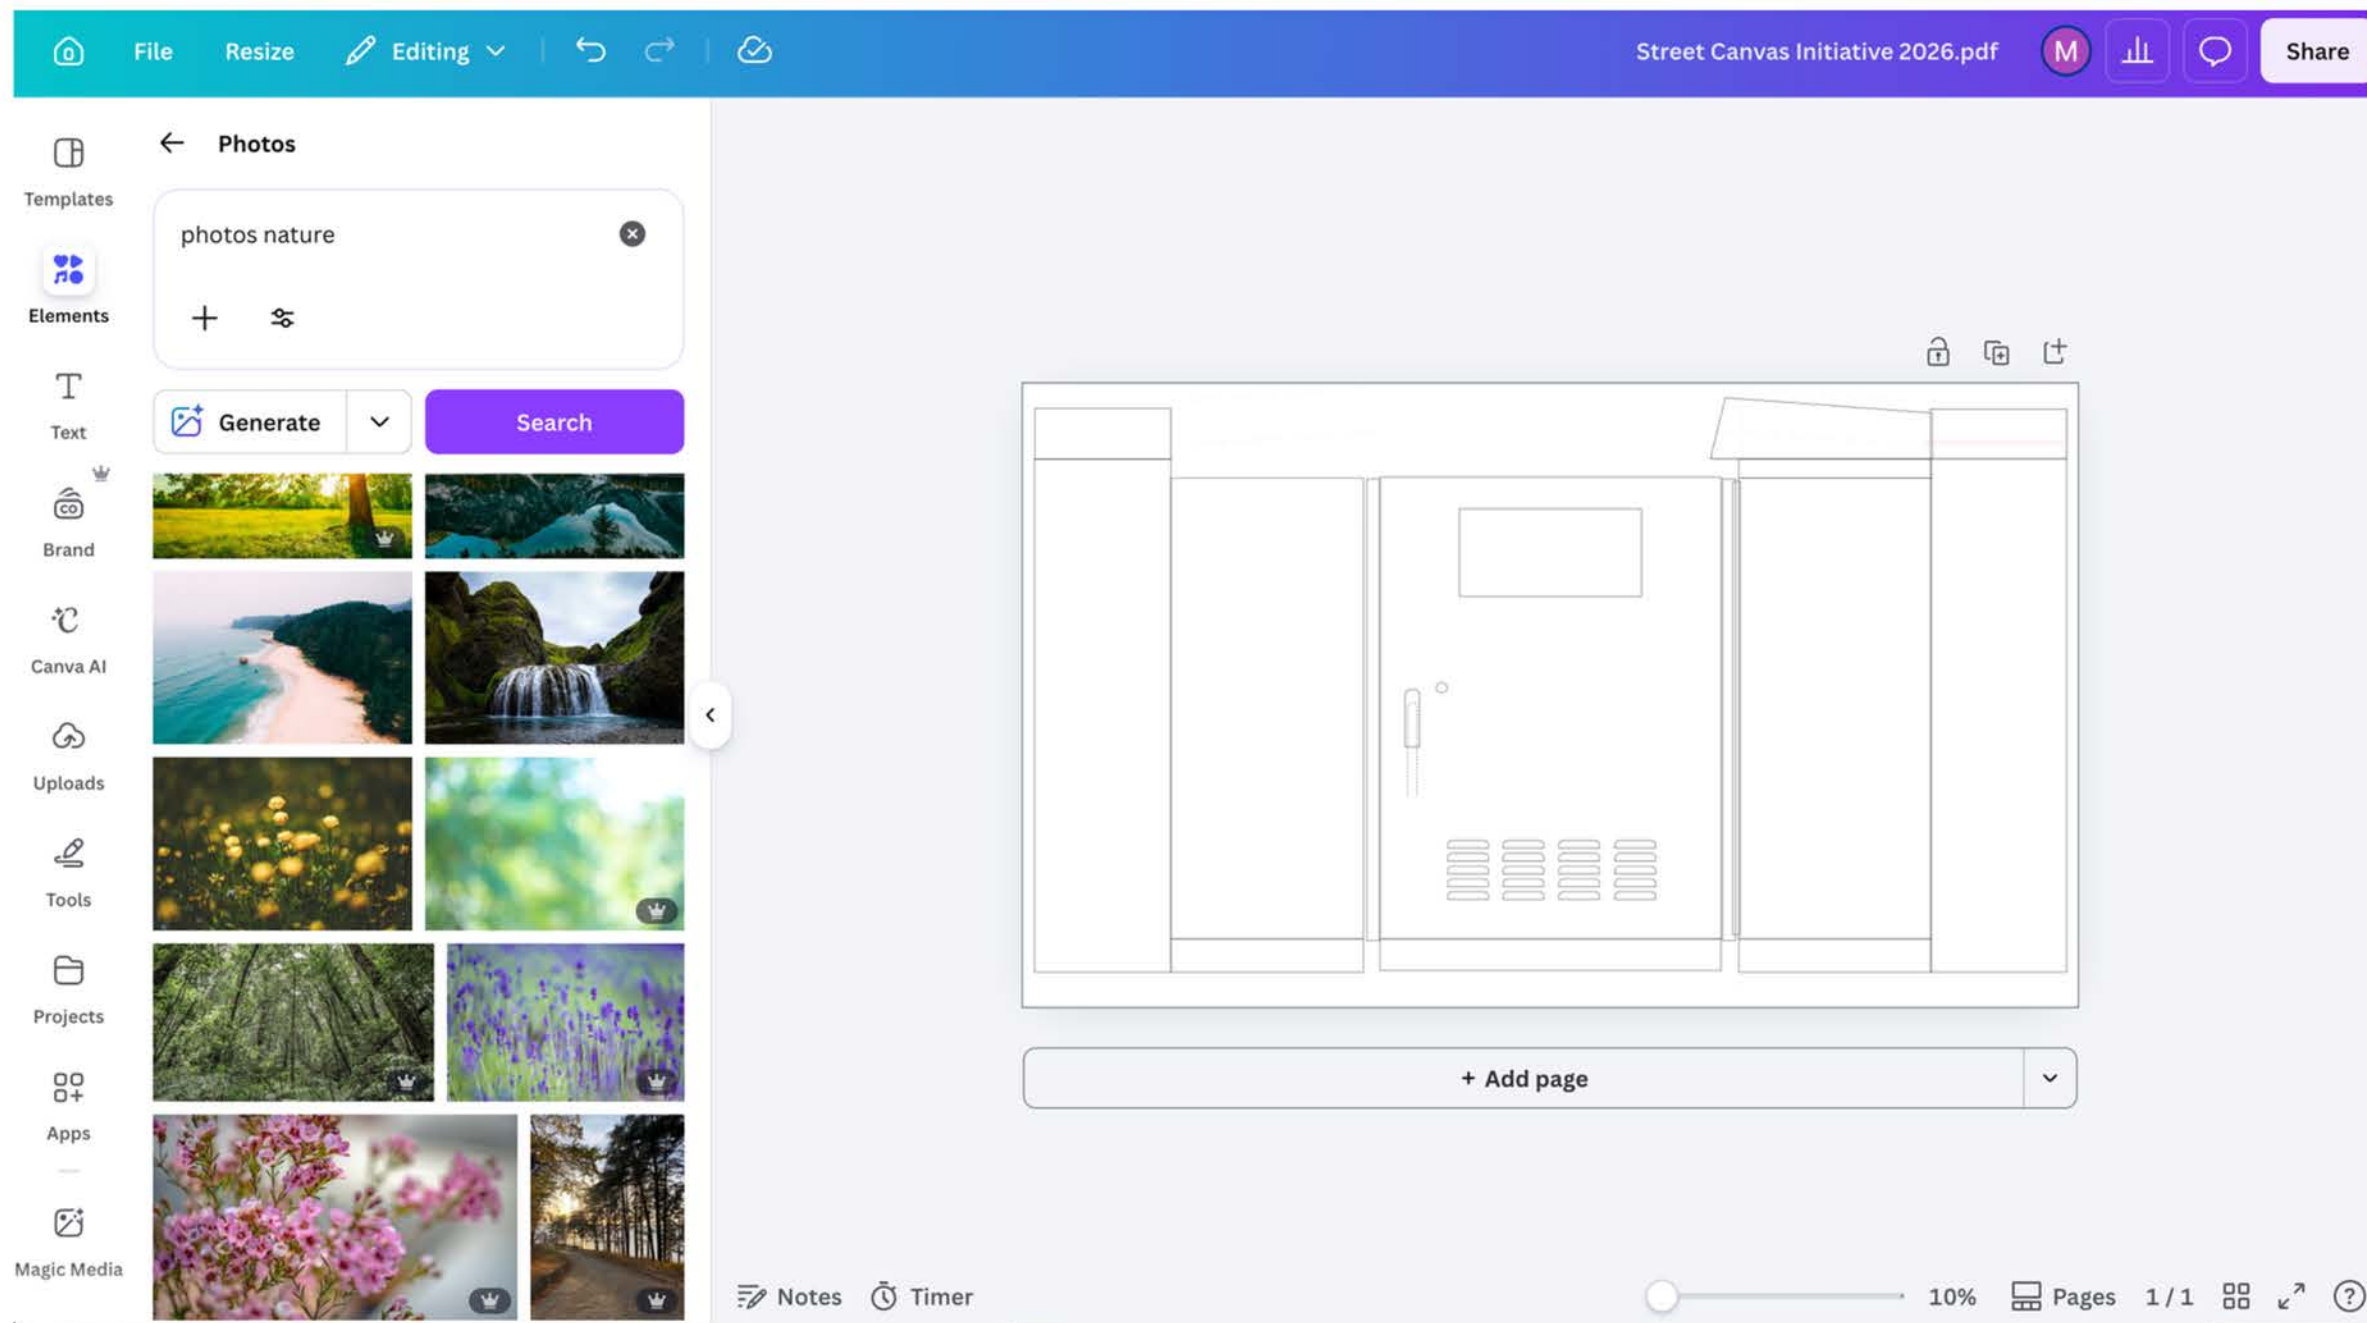 File
Resize
Editing
Street Canvas Initiative 2026.pdf
M
Share
Templates
Elements
Text
CO
Brand
Canva AI
Uploads
Tools
Projects
Apps
Magic Media
Photos
photos nature
Generate
Search
+ Add page
Notes
Timer
10%
Pages
1 / 1
?